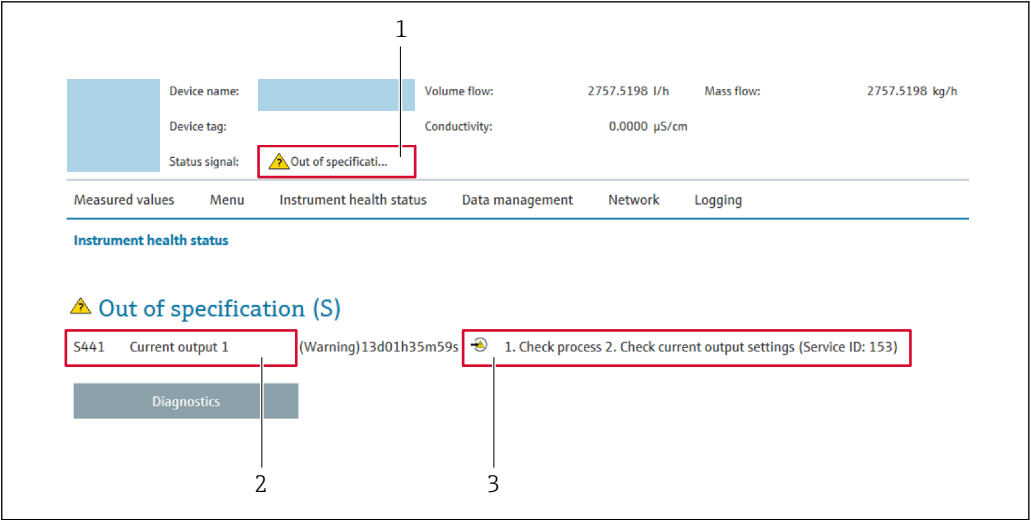 1
Device name: Volume flow: 2757.5198 l/h Mass flow: 2757.5198 kg/h
Device tag: Conductivity: 0.0000 µS/cm
Status signal: Out of specificati...
Measured values Menu Instrument health status Data management Network Logging
Instrument health status
Out of specification (S)
S441 Current output 1 (Warning)13d01h35m59s 1. Check process 2. Check current output settings (Service ID: 153)
Diagnostics
2 3